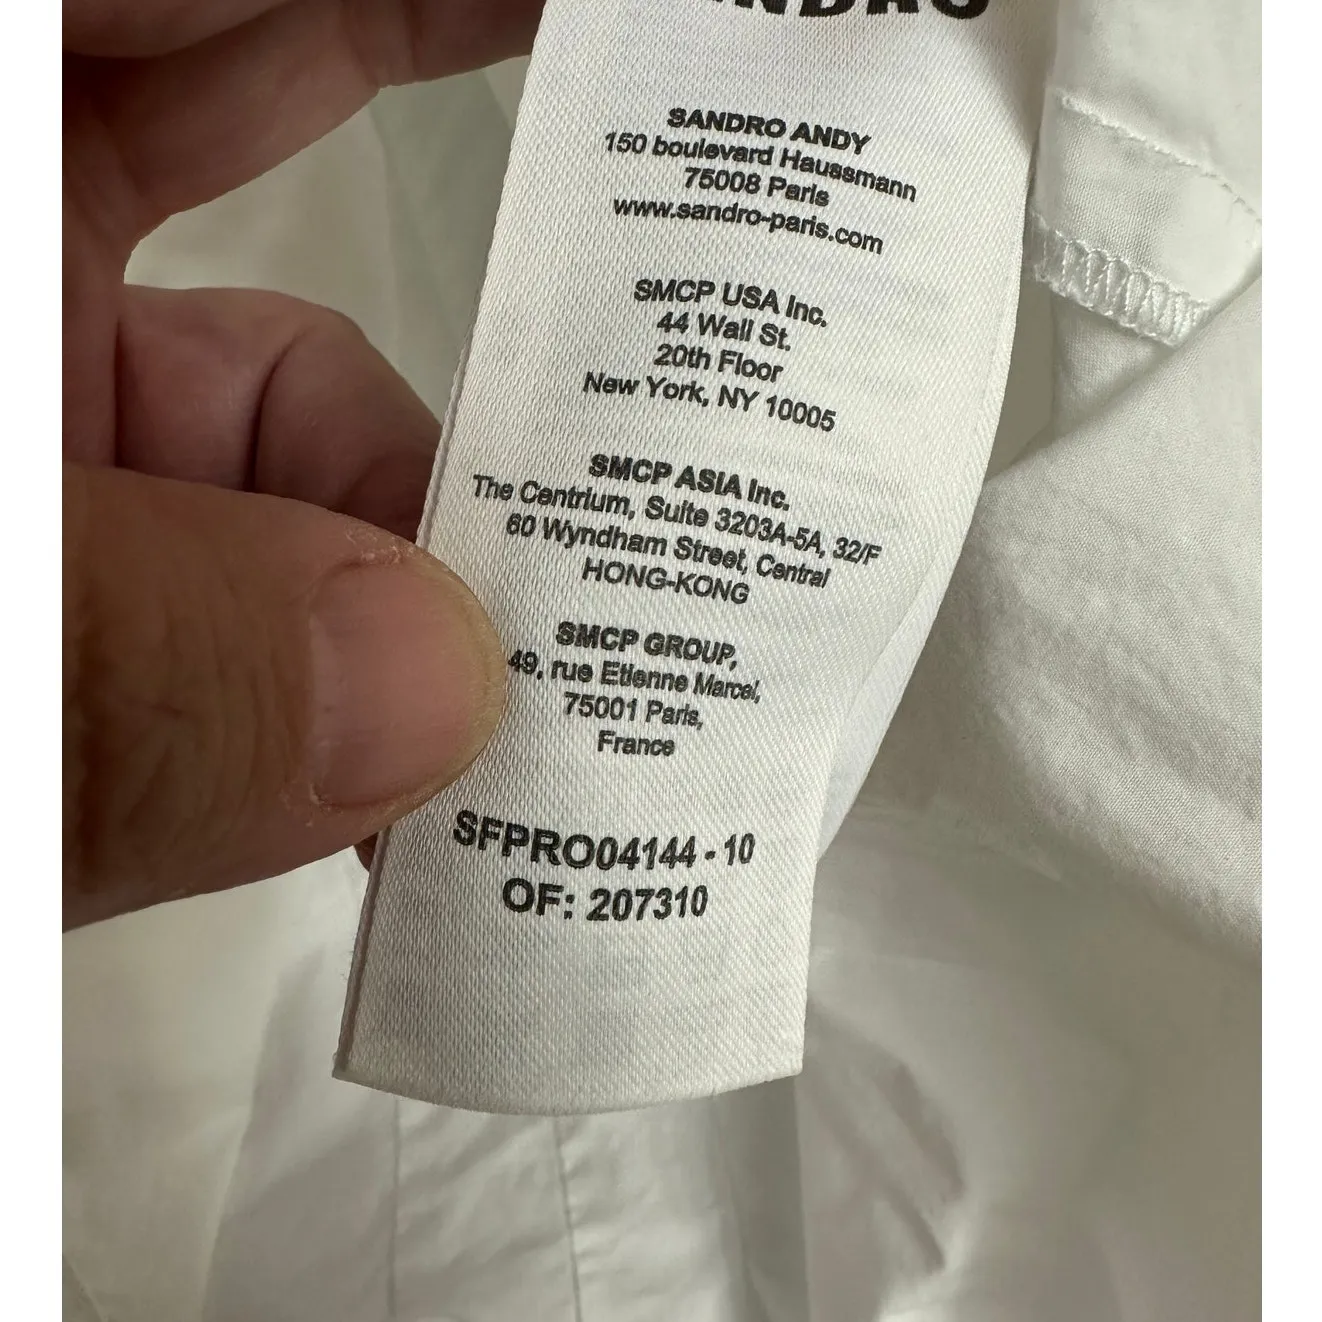 SANDRO
SANDRO ANDY
150 boulevard Haussmann
75008 Paris
www.sandro-paris.com
SMCP USA Inc.
44 Wall St.
20th Floor
New York, NY 10005
SMCP ASIA Inc.
The Centrium, Suite 3203A-5A, 32/F
60 Wyndham Street, Central
HONG-KONG
SMCP GROUP,
49, rue Etienne Marcel,
75001 Paris,
France
SFPRO04144 - 10
OF: 207310